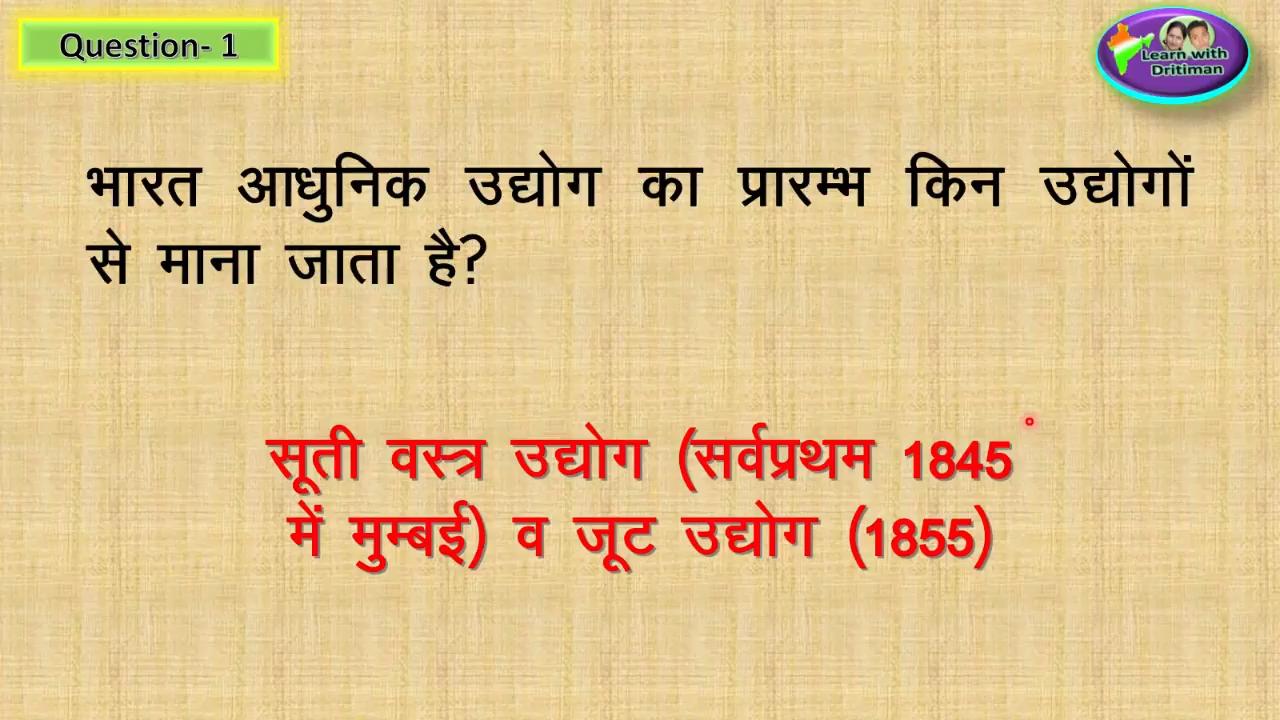 Question- 1
Learn with
Dritiman
भारत आधुनिक उद्योग का प्रारम्भ किन उद्योगों
से माना जाता है?
सूती वस्त्र उद्योग (सर्वप्रथम 1845
में मुम्बई) व जूट उद्योग (1855)